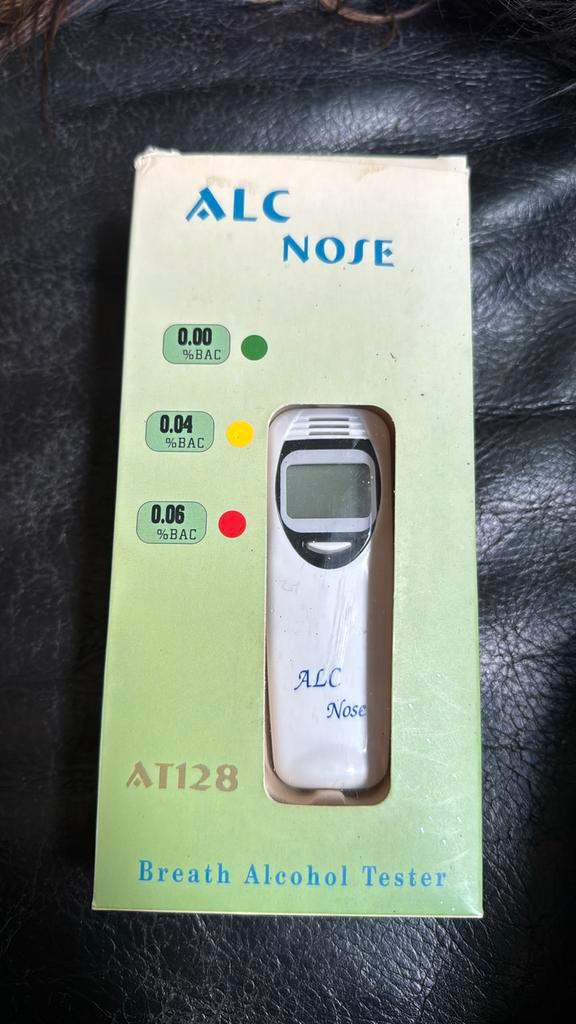 ALC
NOSE
0.00
%BAC
0.04
%BAC
0.06
%BAC
ALC
Nose
AT128
Breath Alcohol Tester